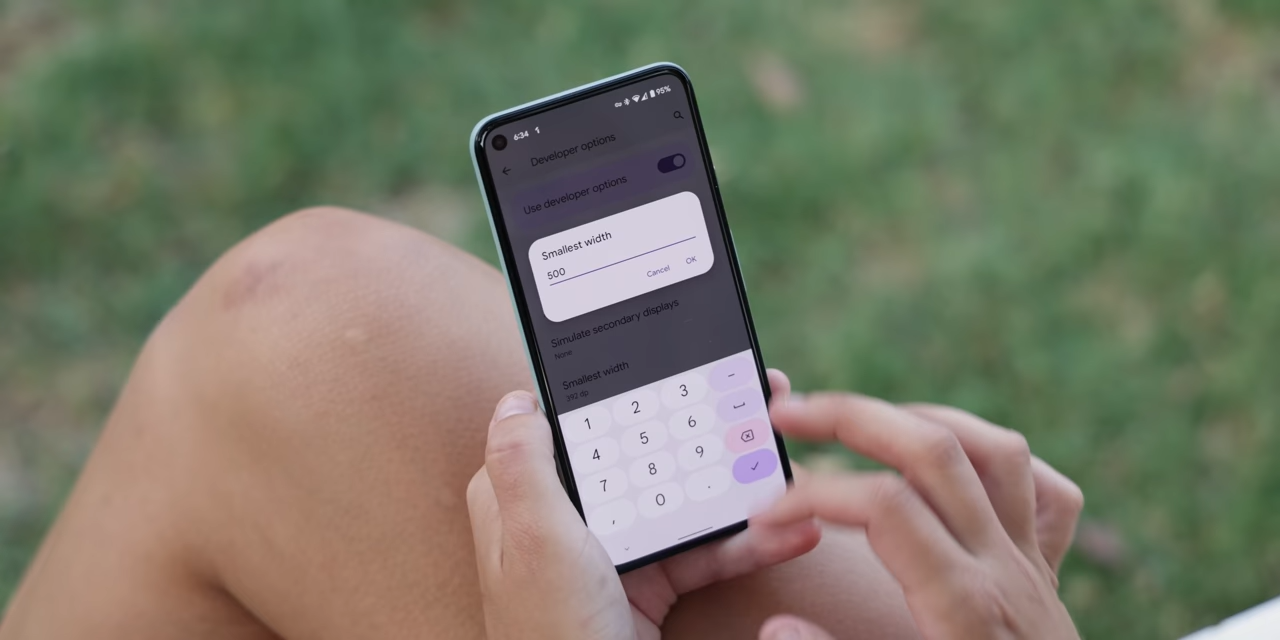 6:34
95%
Developer options
Use developer options
Smallest width
500
Cancel OK
Simulate secondary displays
None
Smallest width
392 dp
1 2 3 -
4 5 6
7 8 9
, 0 .